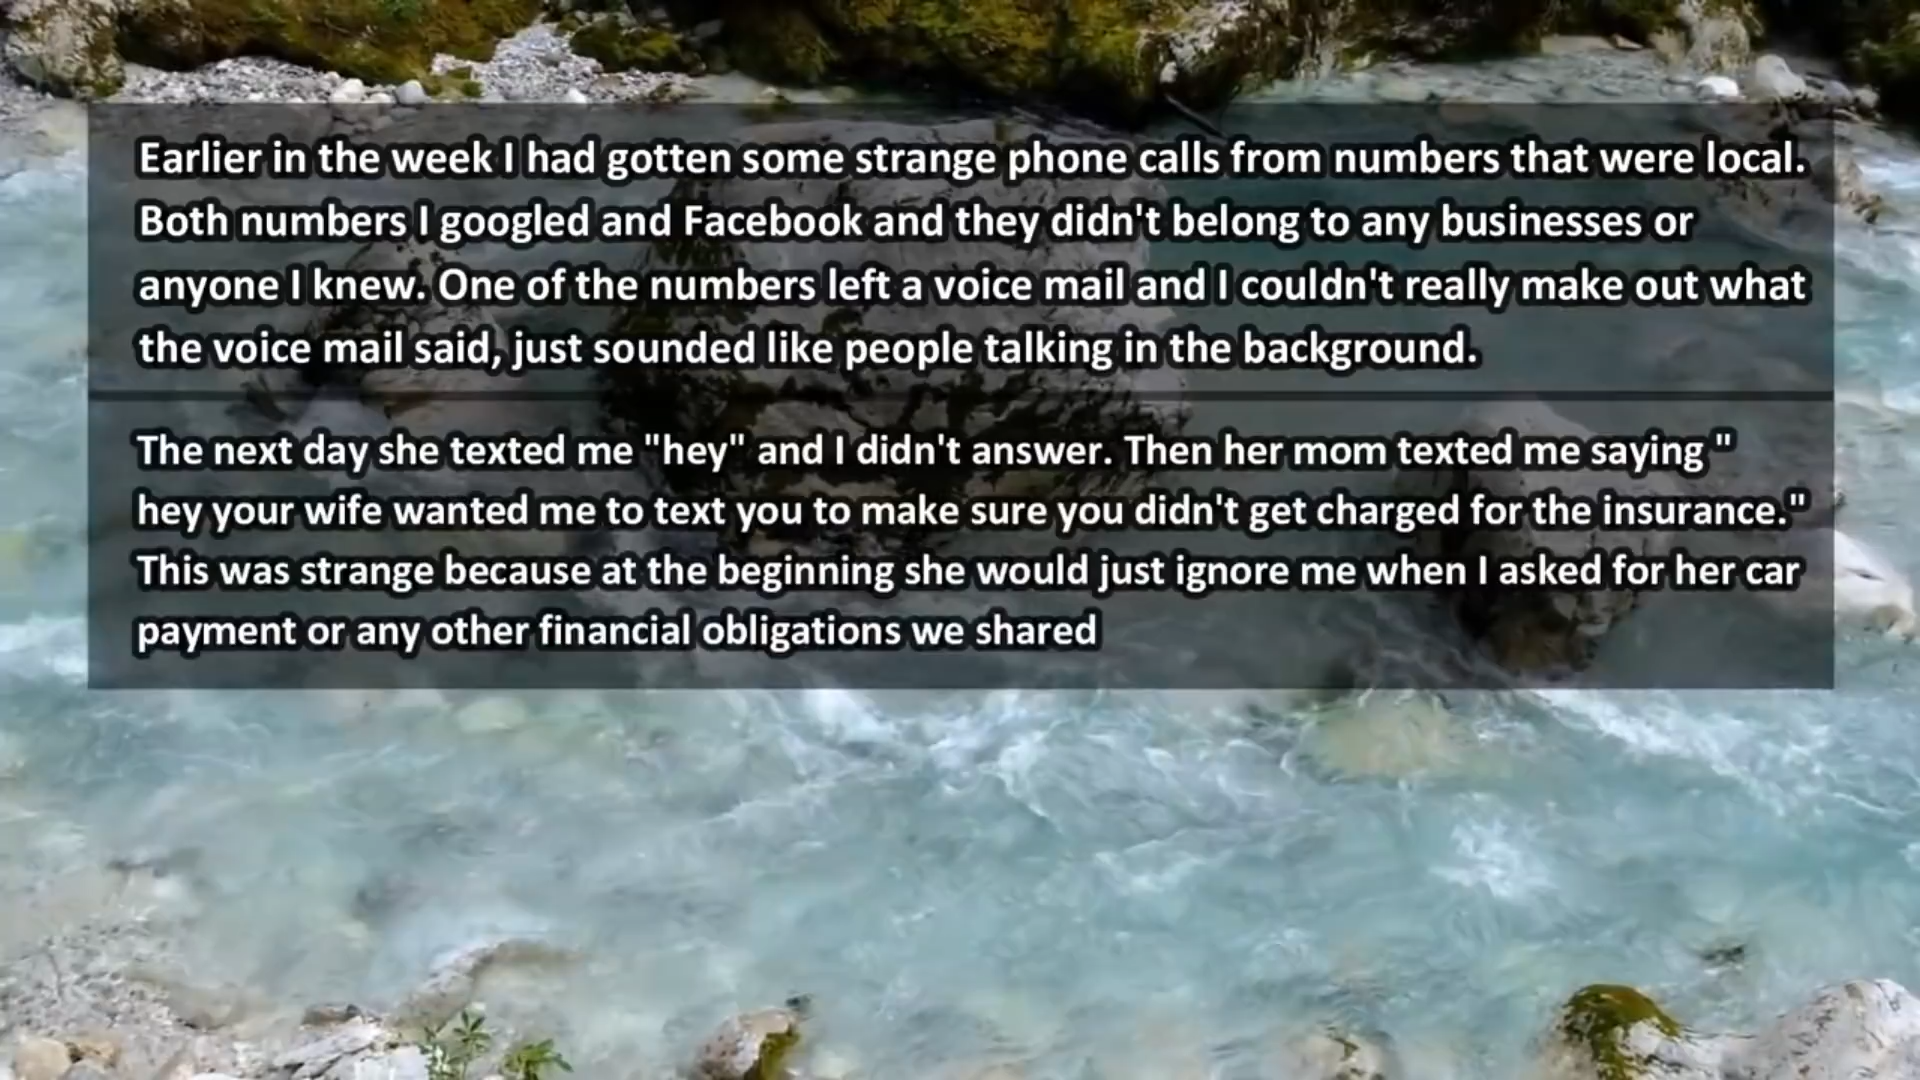 Earlier in the week I had gotten some strange phone calls from numbers that were local.
Both numbers I googled and Facebook and they didn't belong to any businesses or
anyone I knew. One of the numbers left a voice mail and I couldn't really make out what
the voice mail said, just sounded like people talking in the background.
The next day she texted me "hey" and I didn't answer. Then her mom texted me saying "
hey your wife wanted me to text you to make sure you didn't get charged for the insurance."
This was strange because at the beginning she would just ignore me when I asked for her car
payment or any other financial obligations we shared